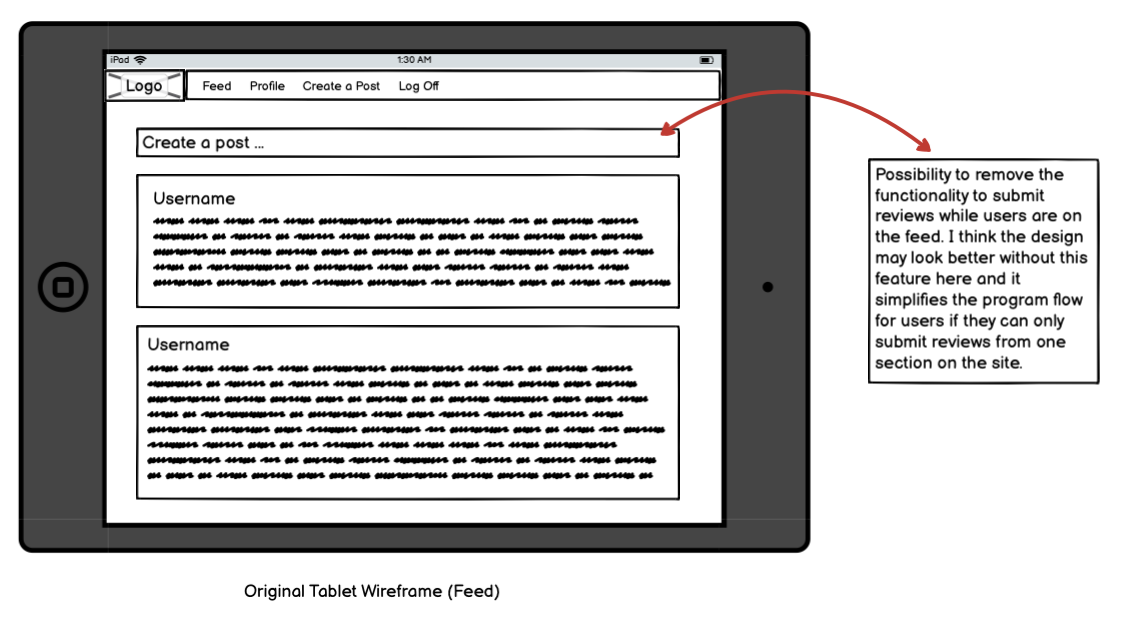 iPad 1:30 AM
Logo Feed Profile Create a Post Log Off
Create a post ...
Username
Username
Possibility to remove the
functionality to submit
reviews while users are on
the feed. I think the design
may look better without this
feature here and it
simplifies the program flow
for users if they can only
submit reviews from one
section on the site.
Original Tablet Wireframe (Feed)